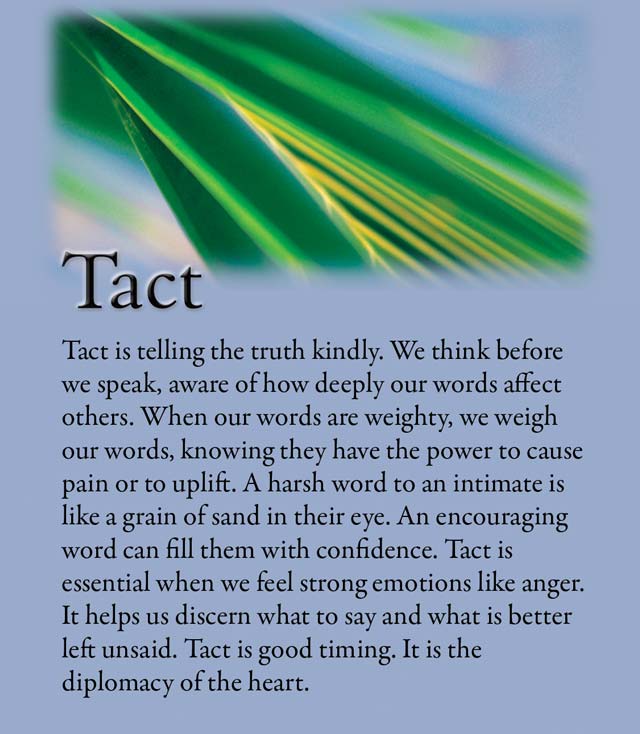 Tact
Tact is telling the truth kindly. We think before
we speak, aware of how deeply our words affect
others. When our words are weighty, we weigh
our words, knowing they have the power to cause
pain or to uplift. A harsh word to an intimate is
like a grain of sand in their eye. An encouraging
word can fill them with confidence. Tact is
essential when we feel strong emotions like anger.
It helps us discern what to say and what is better
left unsaid. Tact is good timing. It is the
diplomacy of the heart.